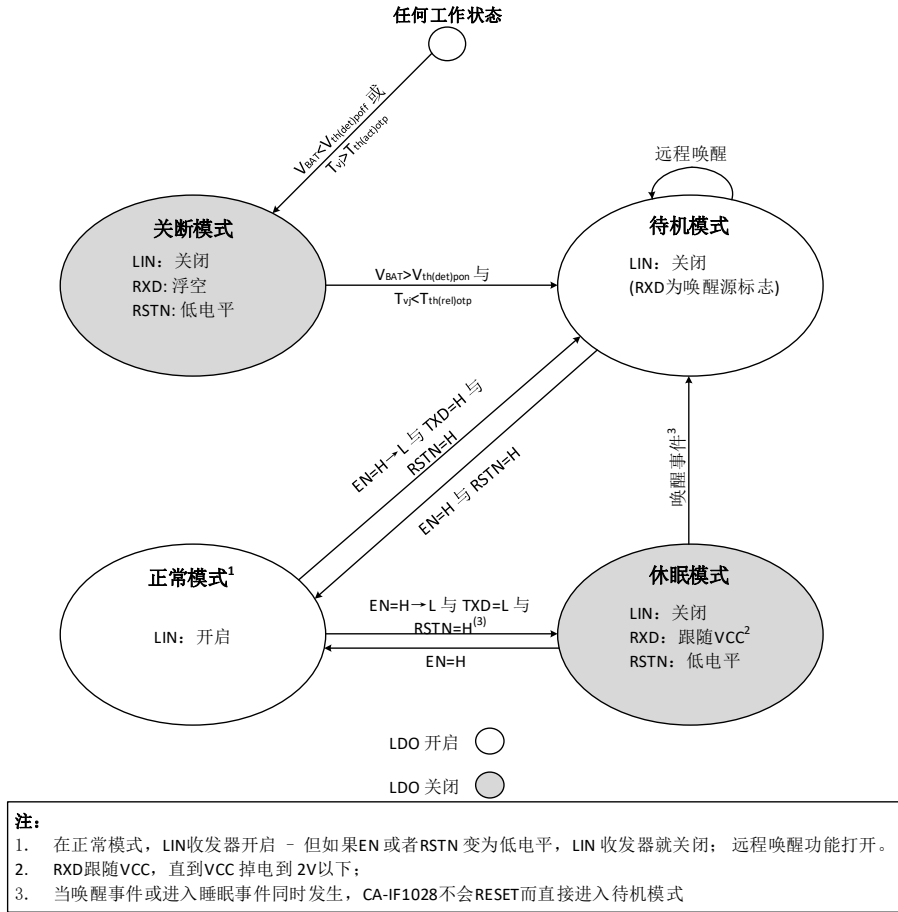 任何工作状态
VBAT<Vth(det)poff 或
Tvj>Tth(act)otp
远程唤醒
关断模式
LIN：关闭
RXD: 浮空
RSTN: 低电平
VBAT>Vth(det)pon 与
Tvj<Tth(rel)otp
待机模式
LIN：关闭
(RXD为唤醒源标志)
EN=H→L 与 TXD=H 与
RSTN=H
EN=H 与 RSTN=H
唤醒事件3
正常模式1
LIN：开启
EN=H→L 与 TXD=L 与
RSTN=H(3)
EN=H
休眠模式
LIN：关闭
RXD：跟随VCC2
RSTN：低电平
LDO 开启
LDO 关闭
注：
1. 在正常模式，LIN收发器开启 - 但如果EN 或者RSTN 变为低电平，LIN 收发器就关闭； 远程唤醒功能打开。
2. RXD跟随VCC，直到VCC 掉电到 2V以下；
3. 当唤醒事件或进入睡眠事件同时发生，CA-IF1028不会RESET而直接进入待机模式